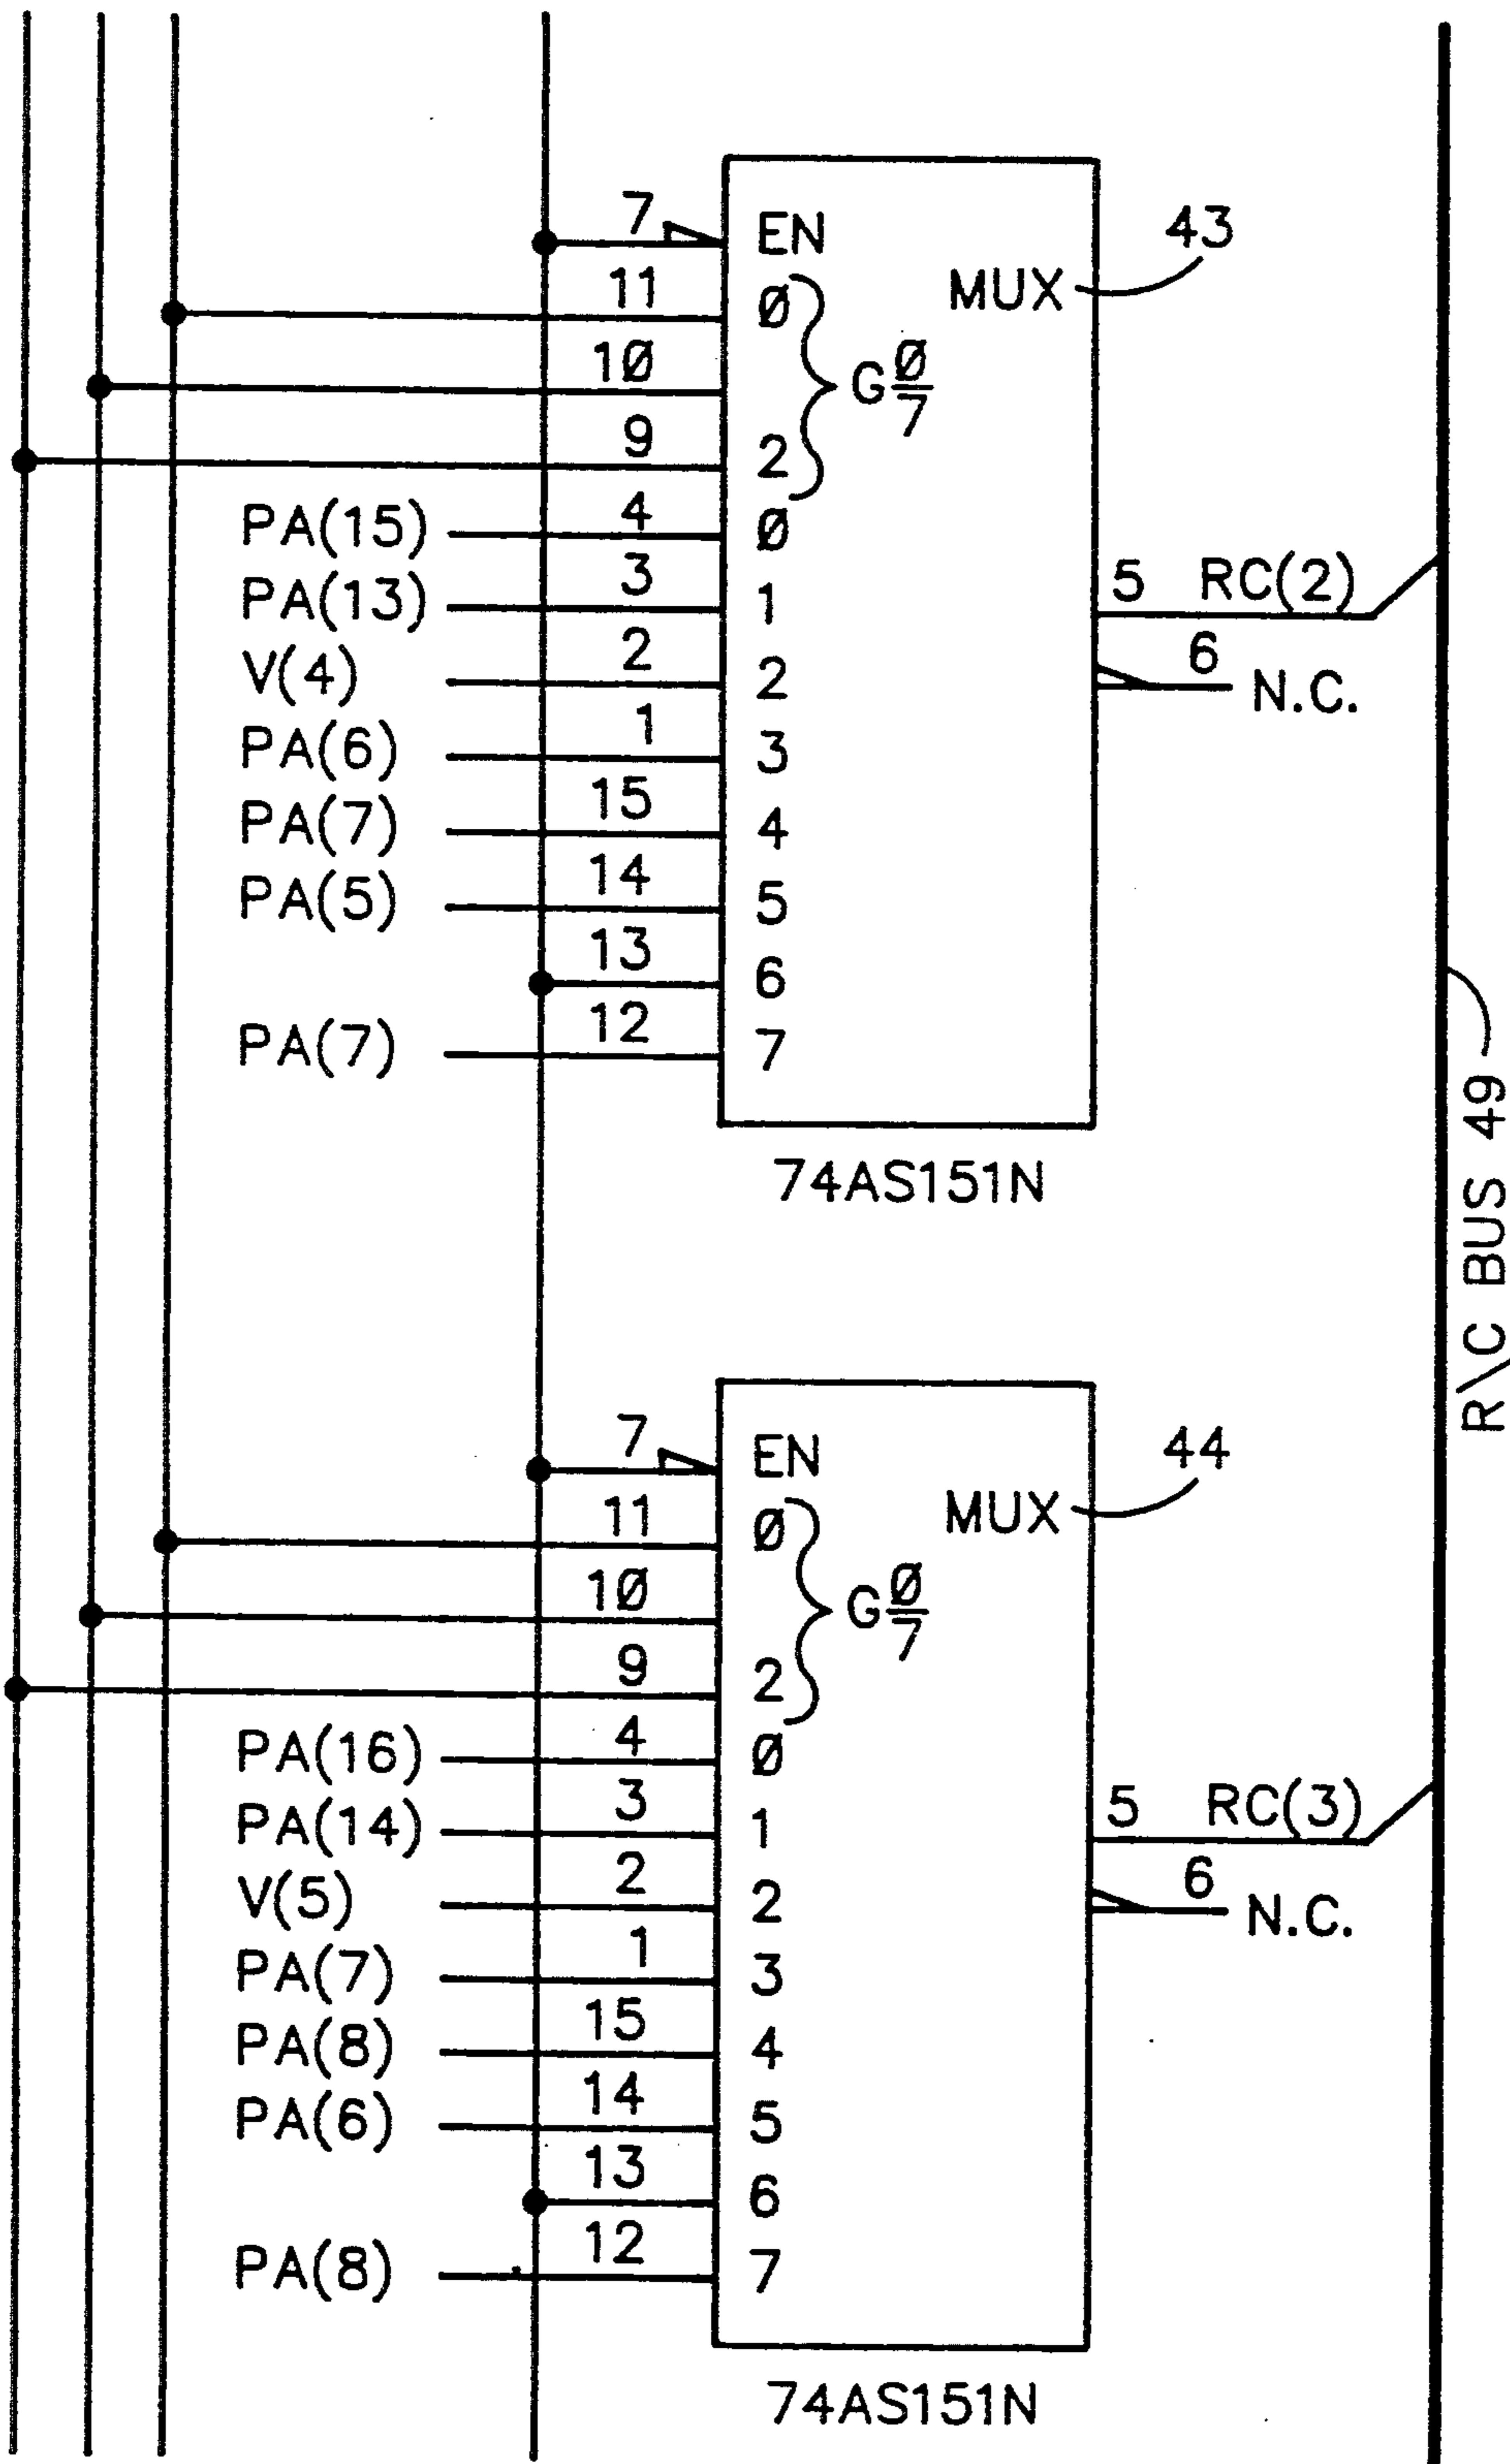 7 EN
MUX 43
11 Ø
10 G Ø/7
9 2
PA(15) 4 Ø
PA(13) 3 1 5 RC(2)
V(4) 2 2 6 N.C.
PA(6) 1 3
PA(7) 15 4
PA(5) 14 5
13 6
PA(7) 12 7
74AS151N
R\C BUS 49
7 EN
MUX 44
11 Ø
1Ø G Ø/7
9 2
PA(16) 4 Ø
PA(14) 3 1 5 RC(3)
V(5) 2 2 6 N.C.
PA(7) 1 3
PA(8) 15 4
PA(6) 14 5
13 6
PA(8) 12 7
74AS151N